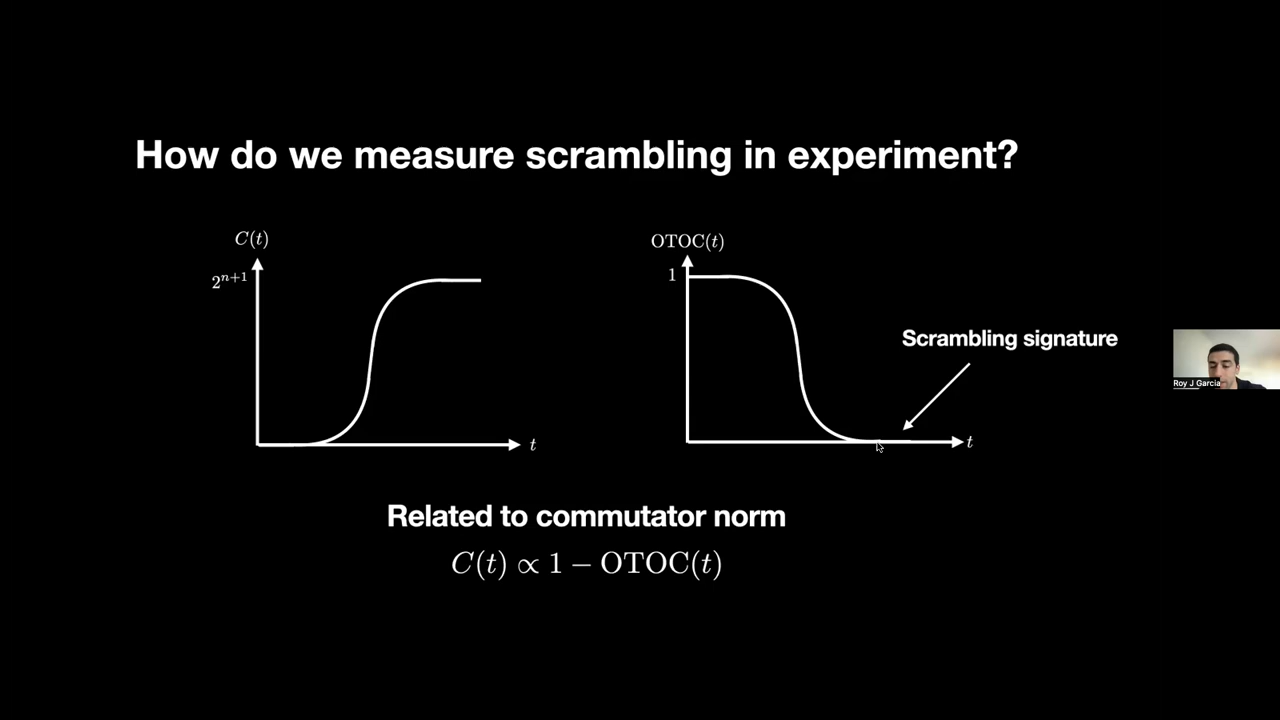 How do we measure scrambling in experiment?
C(t)
2^{n+1}
t
OTOC(t)
1
Scrambling signature
t
Roy J Garcia
Related to commutator norm
C(t) ∝ 1 − OTOC(t)